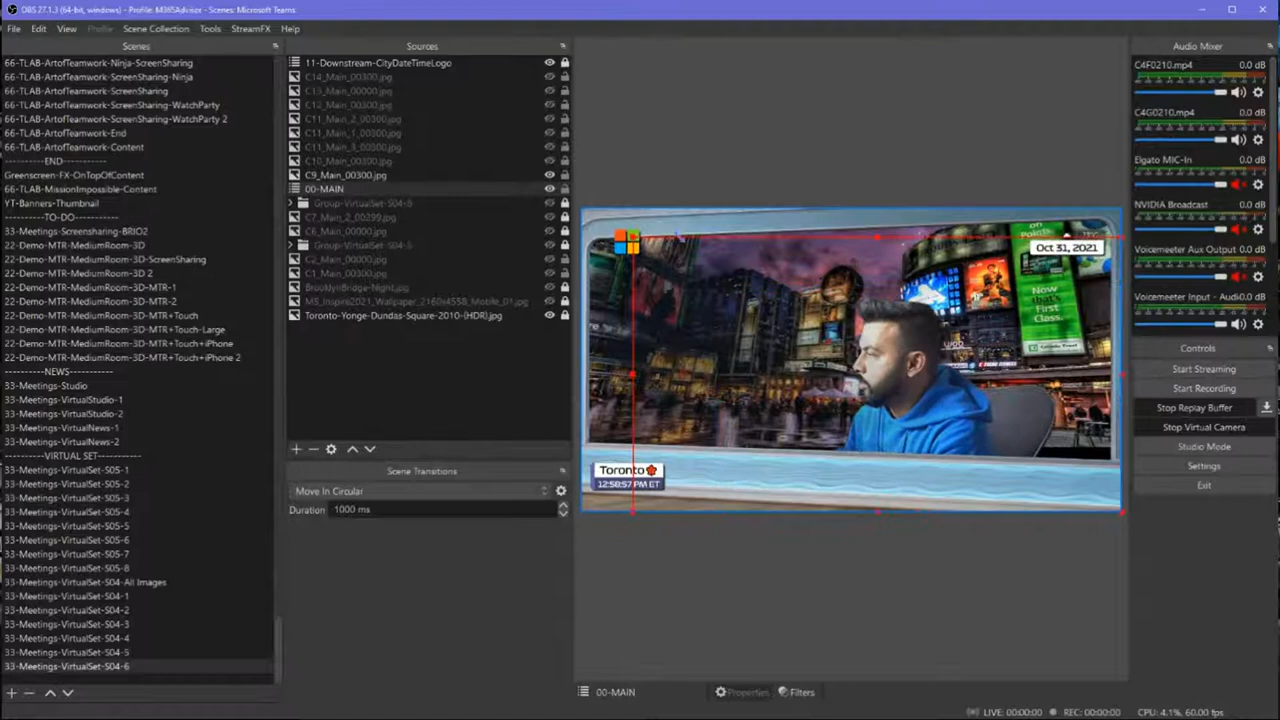 OBS 27.1.3 (64-bit, windows) - Profile: M365Advisor - Scenes: Microsoft Teams
File Edit View Profile Scene Collection Tools StreamFX Help
Scenes
66-TLAB-ArtofTeamwork-Ninja-ScreenSharing
66-TLAB-ArtofTeamwork-ScreenSharing-Ninja
66-TLAB-ArtofTeamwork-ScreenSharing
66-TLAB-ArtofTeamwork-ScreenSharing-WatchParty
66-TLAB-ArtofTeamwork-ScreenSharing-WatchParty 2
66-TLAB-ArtofTeamwork-End
66-TLAB-ArtofTeamwork-Content
----------END----------
Greenscreen-FX-OnTopOfContent
66-TLAB-MissionImpossible-Content
YT-Banners-Thumbnail
----------TO-DO----------
33-Meetings-Screensharing-BRIO2
22-Demo-MTR-MediumRoom-3D
22-Demo-MTR-MediumRoom-3D-ScreenSharing
22-Demo-MTR-MediumRoom-3D 2
22-Demo-MTR-MediumRoom-3D-MTR-1
22-Demo-MTR-MediumRoom-3D-MTR-2
22-Demo-MTR-MediumRoom-3D-MTR+Touch
22-Demo-MTR-MediumRoom-3D-MTR+Touch-Large
22-Demo-MTR-MediumRoom-3D-MTR+Touch+iPhone
22-Demo-MTR-MediumRoom-3D-MTR+Touch+iPhone 2
----------NEWS----------
33-Meetings-Studio
33-Meetings-VirtualStudio-1
33-Meetings-VirtualStudio-2
33-Meetings-VirtualNews-1
33-Meetings-VirtualNews-2
----------VIRTUAL SET----------
33-Meetings-VirtualSet-S05-1
33-Meetings-VirtualSet-S05-2
33-Meetings-VirtualSet-S05-3
33-Meetings-VirtualSet-S05-4
33-Meetings-VirtualSet-S05-5
33-Meetings-VirtualSet-S05-6
33-Meetings-VirtualSet-S05-7
33-Meetings-VirtualSet-S05-8
33-Meetings-VirtualSet-S04-All Images
33-Meetings-VirtualSet-S04-1
33-Meetings-VirtualSet-S04-2
33-Meetings-VirtualSet-S04-3
33-Meetings-VirtualSet-S04-4
33-Meetings-VirtualSet-S04-5
33-Meetings-VirtualSet-S04-6
Sources
11-Downstream-CityDateTimeLogo
C14_Main_00300.jpg
C13_Main_00000.jpg
C12_Main_00300.jpg
C11_Main_2_00300.jpg
C11_Main_1_00300.jpg
C11_Main_3_00300.jpg
C10_Main_00300.jpg
C9_Main_00300.jpg
00-MAIN
Group-VirtualSet-S04-8
C7_Main_2_00299.jpg
C6_Main_00000.jpg
Group-VirtualSet-S04-5
C2_Main_00000.jpg
C1_Main_00300.jpg
BrooklynBridge-Night.jpg
MS_Inspire2021_Wallpaper_2160x4558_Mobile_01.jpg
Toronto-Yonge-Dundas-Square-2010-(HDR).jpg
Scene Transitions
Move In Circular
Duration 1000 ms
on
Points.
Oct 31, 2021
Now
that's
First
Class.
Toronto
12:58:57 PM ET
00-MAIN Properties Filters
Audio Mixer
C4F0210.mp4 0.0 dB
C4G0210.mp4 0.0 dB
Elgato MIC-In 0.0 dB
NVIDIA Broadcast 0.0 dB
Voicemeeter Aux Output 0.0 dB
Voicemeeter Input - Audi 0.0 dB
Controls
Start Streaming
Start Recording
Stop Replay Buffer
Stop Virtual Camera
Studio Mode
Settings
Exit
LIVE: 00:00:00 REC: 00:00:00 CPU: 4.1%, 60.00 fps